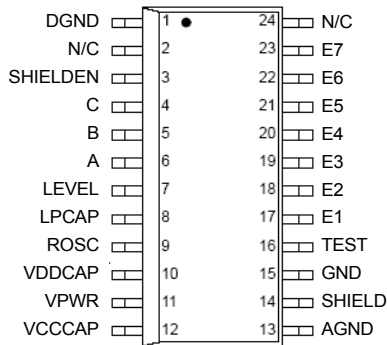 DGND 1 24 N/C
N/C 2 23 E7
SHIELDEN 3 22 E6
C 4 21 E5
B 5 20 E4
A 6 19 E3
LEVEL 7 18 E2
LPCAP 8 17 E1
ROSC 9 16 TEST
VDDCAP 10 15 GND
VPWR 11 14 SHIELD
VCCCAP 12 13 AGND